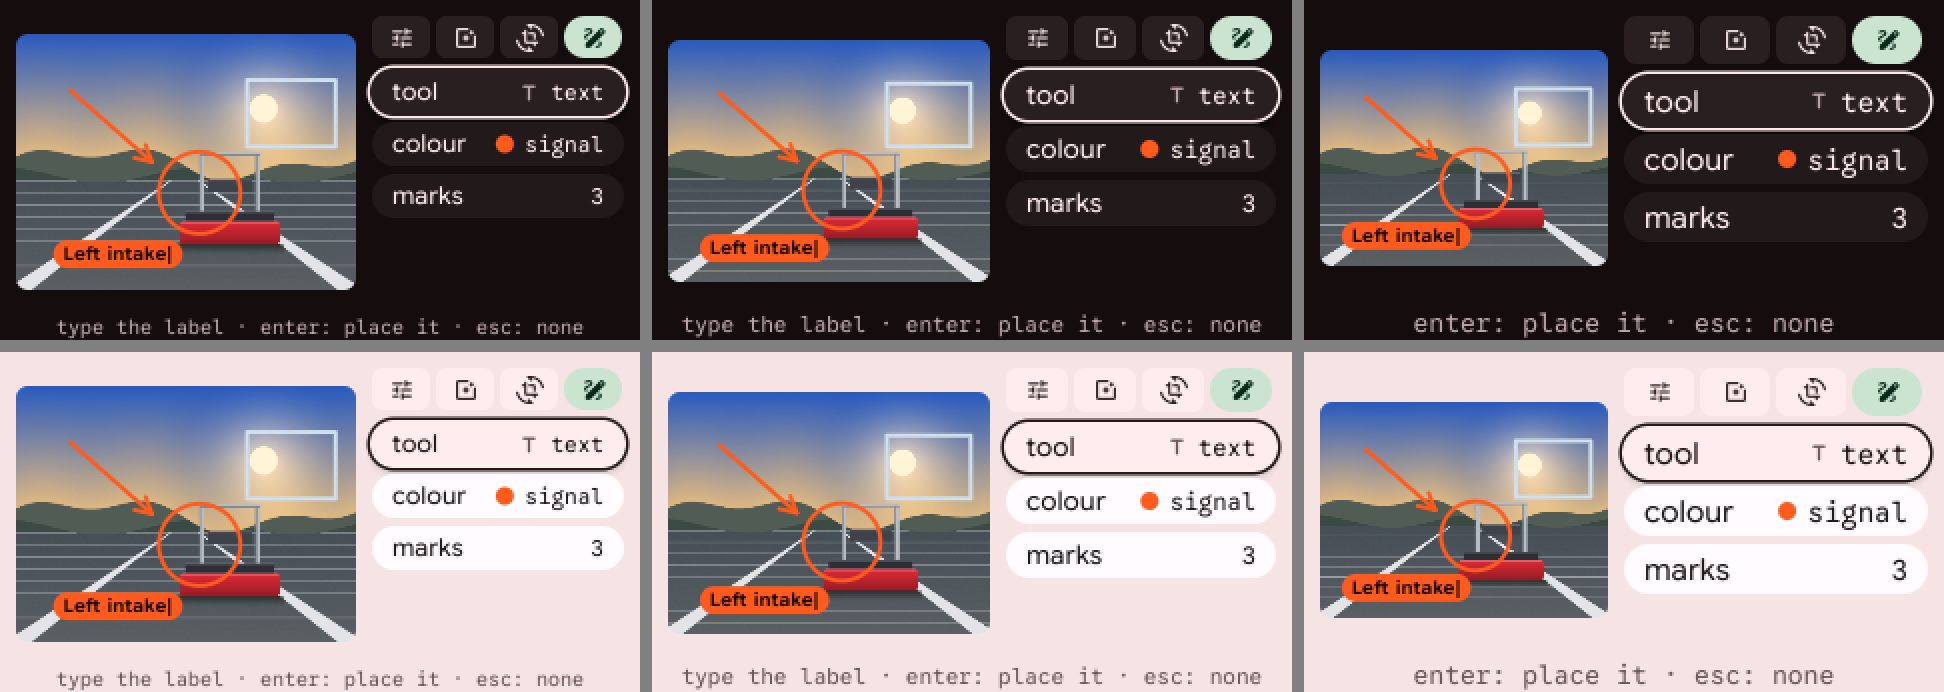 tool T text
colour signal
marks 3
Left intake
type the label · enter: place it · esc: none
tool T text
colour signal
marks 3
Left intake
type the label · enter: place it · esc: none
tool T text
colour signal
marks 3
Left intake
enter: place it · esc: none
tool T text
colour signal
marks 3
Left intake
type the label · enter: place it · esc: none
tool T text
colour signal
marks 3
Left intake
type the label · enter: place it · esc: none
tool T text
colour signal
marks 3
Left intake
enter: place it · esc: none